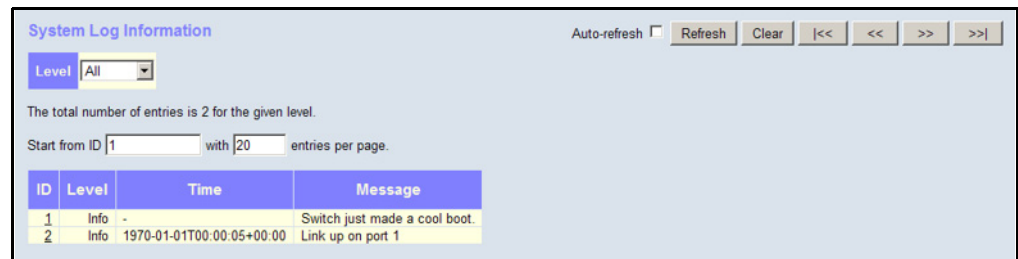 System Log Information
Auto-refresh Refresh Clear |<< << >> >>|
Level All
The total number of entries is 2 for the given level.
Start from ID 1 with 20 entries per page.
ID Level Time Message
1 Info - Switch just made a cool boot.
2 Info 1970-01-01T00:00:05+00:00 Link up on port 1